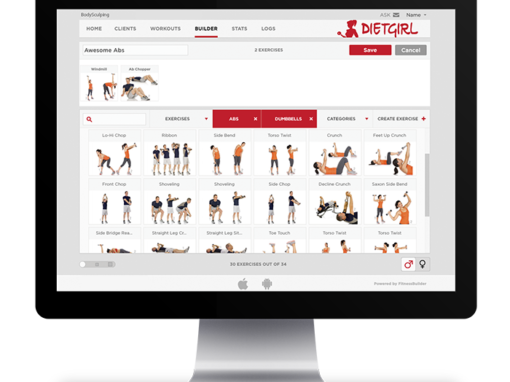 BodySculpting
ASK Name
HOME CLIENTS WORKOUTS BUILDER STATS LOGS
DIETGIRL
Awesome Abs 2 EXERCISES Save Cancel
Windmill Ab Chopper
EXERCISES ABS × DUMBBELLS × CATEGORIES CREATE EXERCISE +
Lo-Hi Chop Ribbon Side Bend Torso Twist Crunch Feet Up Crunch
Front Chop Shoveling Shoveling Side Chop Decline Crunch Saxon Side Bend
Side Bridge Rea... Straight Leg Cr... Straight Leg Sit... Toe Touch Torso Twist Torso Twist
EXERCISES OUT OF 54
Powered by FitnessBuilder